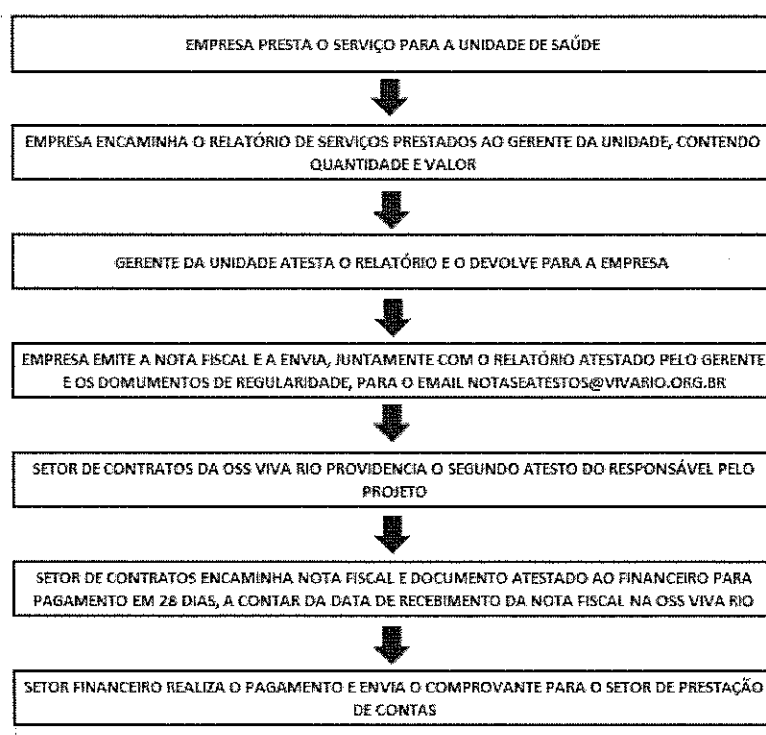 EMPRESA PRESTA O SERVIÇO PARA A UNIDADE DE SAÚDE
EMPRESA ENCAMINHA O RELATÓRIO DE SERVIÇOS PRESTADOS AO GERENTE DA UNIDADE, CONTENDO
QUANTIDADE E VALOR
GERENTE DA UNIDADE ATESTA O RELATÓRIO E O DEVOLVE PARA A EMPRESA
EMPRESA EMITE A NOTA FISCAL E A ENVIA, JUNTAMENTE COM O RELATÓRIO ATESTADO PELO GERENTE
E OS DOMUMENTOS DE REGULARIDADE, PARA O EMAIL NOTASEATESTOS@VIVARIO.ORG.BR
SETOR DE CONTRATOS DA OSS VIVA RIO PROVIDENCIA O SEGUNDO ATESTO DO RESPONSÁVEL PELO
PROJETO
SETOR DE CONTRATOS ENCAMINHA NOTA FISCAL E DOCUMENTO ATESTADO AO FINANCEIRO PARA
PAGAMENTO EM 28 DIAS, A CONTAR DA DATA DE RECEBIMENTO DA NOTA FISCAL NA OSS VIVA RIO
SETOR FINANCEIRO REALIZA O PAGAMENTO E ENVIA O COMPROVANTE PARA O SETOR DE PRESTAÇÃO
DE CONTAS